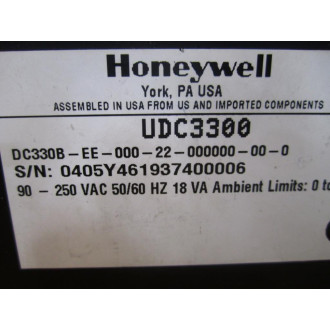 Honeywell
York, PA USA
ASSEMBLED IN USA FROM US AND IMPORTED COMPONENTS
UDC3300
DC330B-EE-000-22-000000-00-0
S/N: 0405Y461937400006
90 - 250 VAC 50/60 HZ 18 VA Ambient Limits: 0 to